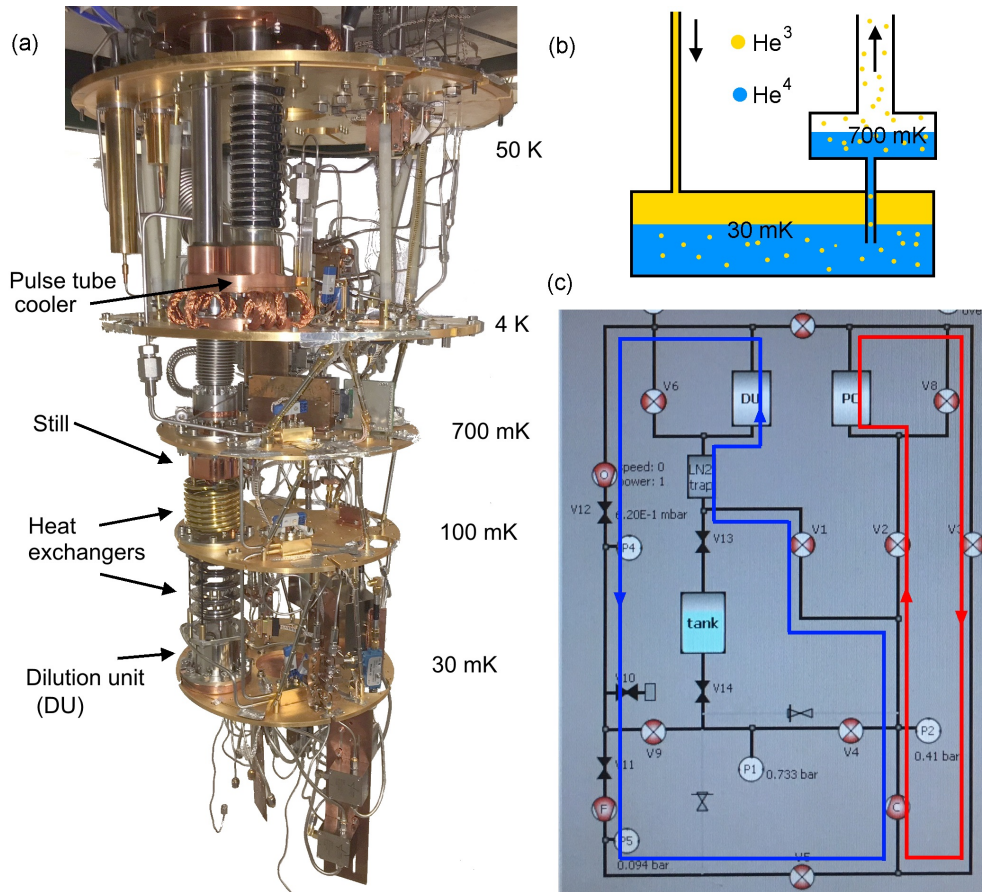 (a)
50 K
Pulse tube
cooler
4 K
Still
700 mK
Heat
exchangers
100 mK
Dilution unit
(DU)
30 mK
(b)
He3
He4
700 mK
30 mK
(c)
V6
DU
PC
V8
LN2
trap
speed: 0
power: 1
V12
6.20E-1 mbar
P4
V13
V1
V2
V3
tank
V10
V14
V9
P1
0.733 bar
V4
P2
0.41 bar
V11
F
C
P5
0.094 bar
V5